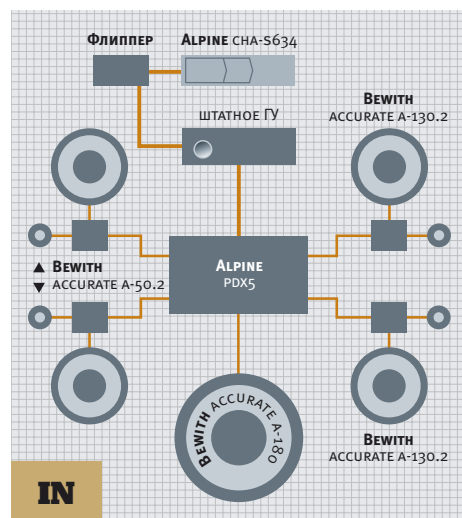 Флиппер
Alpine CHA-S634
штатное ГУ
Bewith
accurate A-130.2
▲ Bewith
▼ accurate A-50.2
Alpine
PDX5
Bewith accurate A-180
Bewith
accurate A-130.2
IN